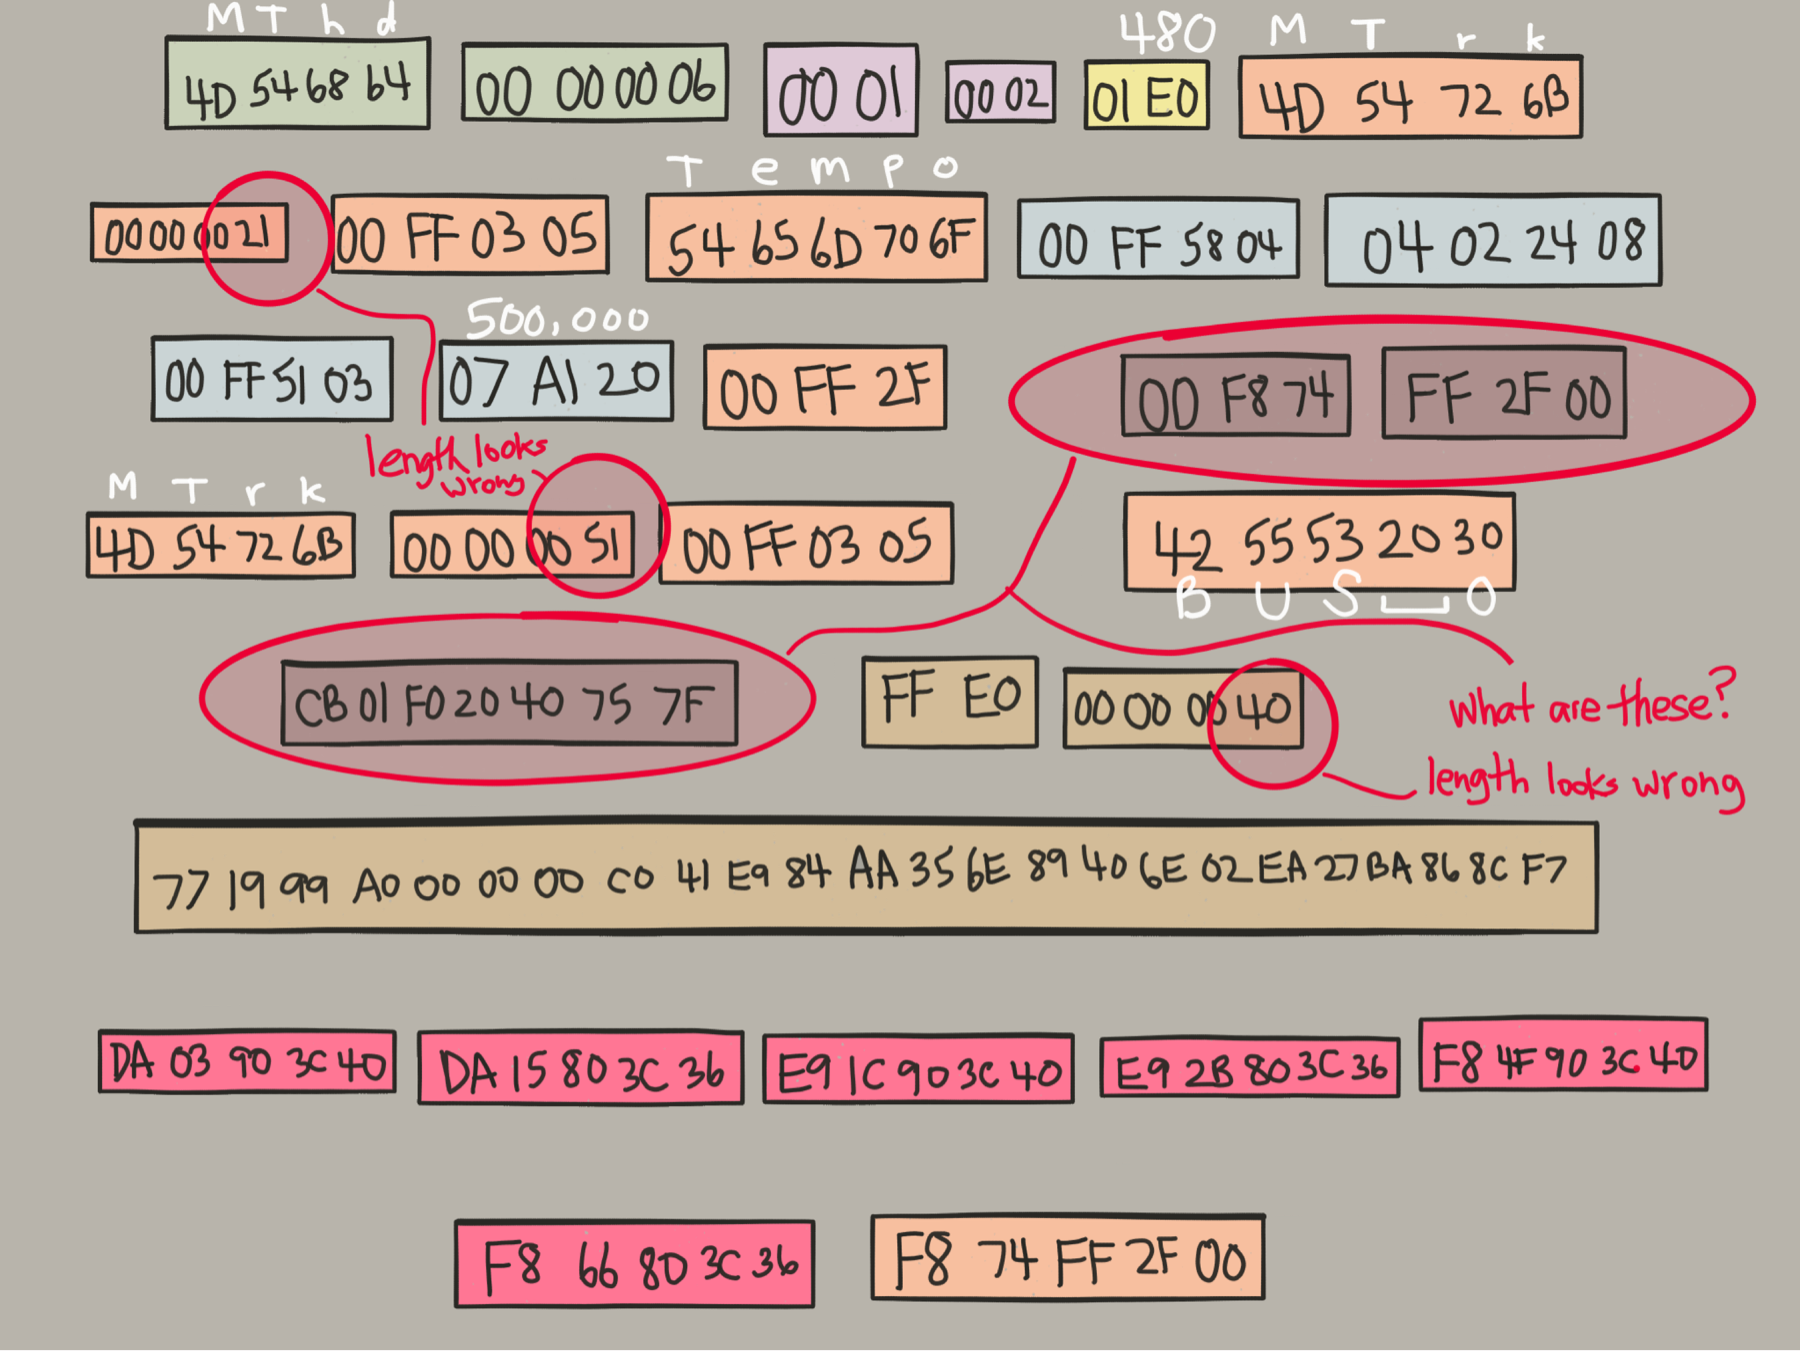 M T h d 480 M T r k
4D 54 68 64 00 00 00 06 00 01 00 02 01 E0 4D 54 72 6B
T e m p o
00 00 00 21 00 FF 03 05 54 65 6D 70 6F 00 FF 58 04 04 02 24 08
500,000
00 FF 51 03 07 A1 20 00 FF 2F 00 F8 74 FF 2F 00
length looks
wrong
M T r k
4D 54 72 6B 00 00 00 51 00 FF 03 05 42 55 53 20 30
B U S 0
CB 01 F0 20 40 75 7F FF E0 00 00 00 40
What are these?
length looks wrong
77 19 99 A0 00 00 00 C0 41 E9 84 AA 35 6E 89 40 6E 02 EA 27 BA 86 8C F7
DA 03 90 3C 40 DA 15 80 3C 36 E9 1C 90 3C 40 E9 2B 80 3C 36 F8 4F 90 3C 40
F8 66 80 3C 36 F8 74 FF 2F 00